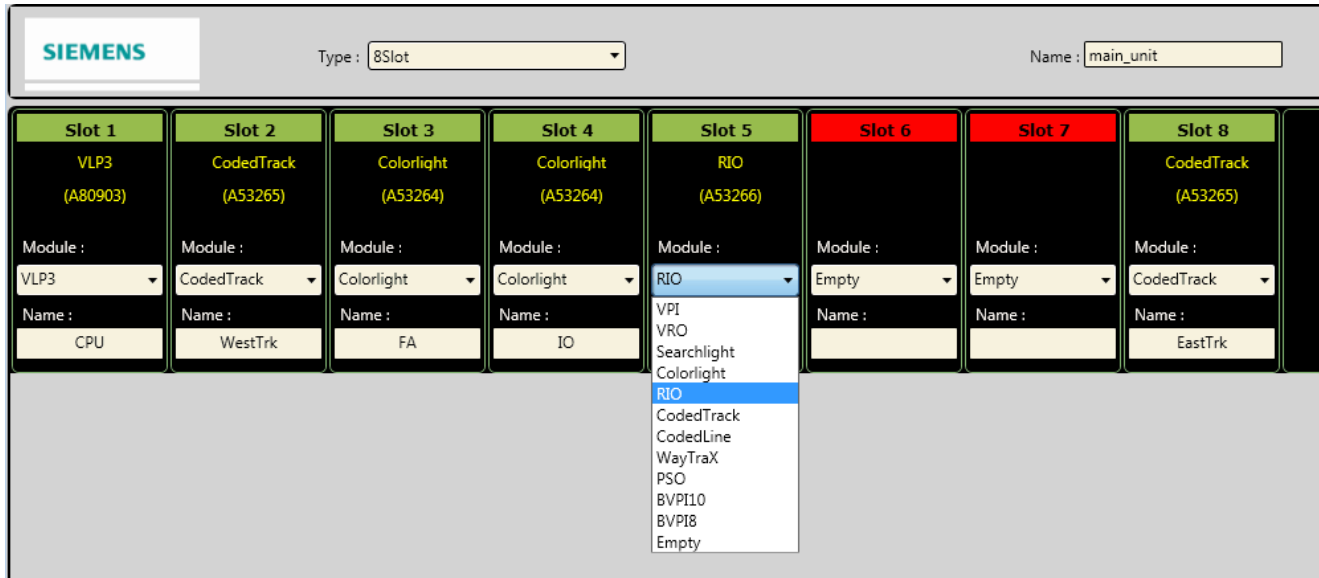 SIEMENS
Type : 8Slot
Name : main_unit
Slot 1 Slot 2 Slot 3 Slot 4 Slot 5 Slot 6 Slot 7 Slot 8
VLP3 CodedTrack Colorlight Colorlight RIO CodedTrack
(A80903) (A53265) (A53264) (A53264) (A53266) (A53265)
Module : Module : Module : Module : Module : Module : Module : Module :
VLP3 CodedTrack Colorlight Colorlight RIO Empty Empty CodedTrack
Name : Name : Name : Name : Name : Name : Name :
CPU WestTrk FA IO EastTrk
VPI
VRO
Searchlight
Colorlight
RIO
CodedTrack
CodedLine
WayTraX
PSO
BVPI10
BVPI8
Empty